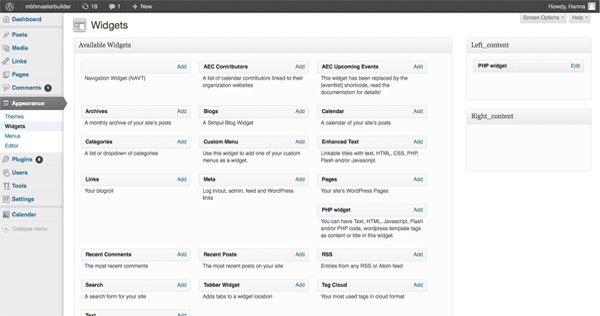 mbhmasterbuilder 18 1 + New Howdy, Hanna
Dashboard
Posts
Media
Links
Pages
Comments 1
Appearance
Themes
Widgets
Menus
Editor
Plugins 6
Users
Tools
Settings
Calendar
Collapse menu
Screen Options Help
Widgets
Available Widgets
Add
Navigation Widget (NAVT)
AEC Contributors Add
A list of calendar contributors linked to their
organization websites
AEC Upcoming Events Add
This widget has been replaced by the
[eventlist] shortcode, read the
documentation for details!
Archives Add
A monthly archive of your site's posts
Blogs Add
A Simpul Blog Widget
Calendar Add
A calendar of your site's posts
Categories Add
A list or dropdown of categories
Custom Menu Add
Use this widget to add one of your custom
menus as a widget.
Enhanced Text Add
Linkable titles with text, HTML, CSS, PHP,
Flash and/or Javascript.
Links Add
Your blogroll
Meta Add
Log in/out, admin, feed and WordPress
links
Pages Add
Your site's WordPress Pages
PHP widget Add
You can have Text, HTML, Javascript, Flash
and/or PHP code, wordpress template tags
as content or title in this widget.
Recent Comments Add
The most recent comments
Recent Posts Add
The most recent posts on your site
RSS Add
Entries from any RSS or Atom feed
Search Add
A search form for your site
Tabber Widget Add
Adds tabs to a widget location
Tag Cloud Add
Your most used tags in cloud format
Text Add
Left_content
PHP widget Edit
Right_content